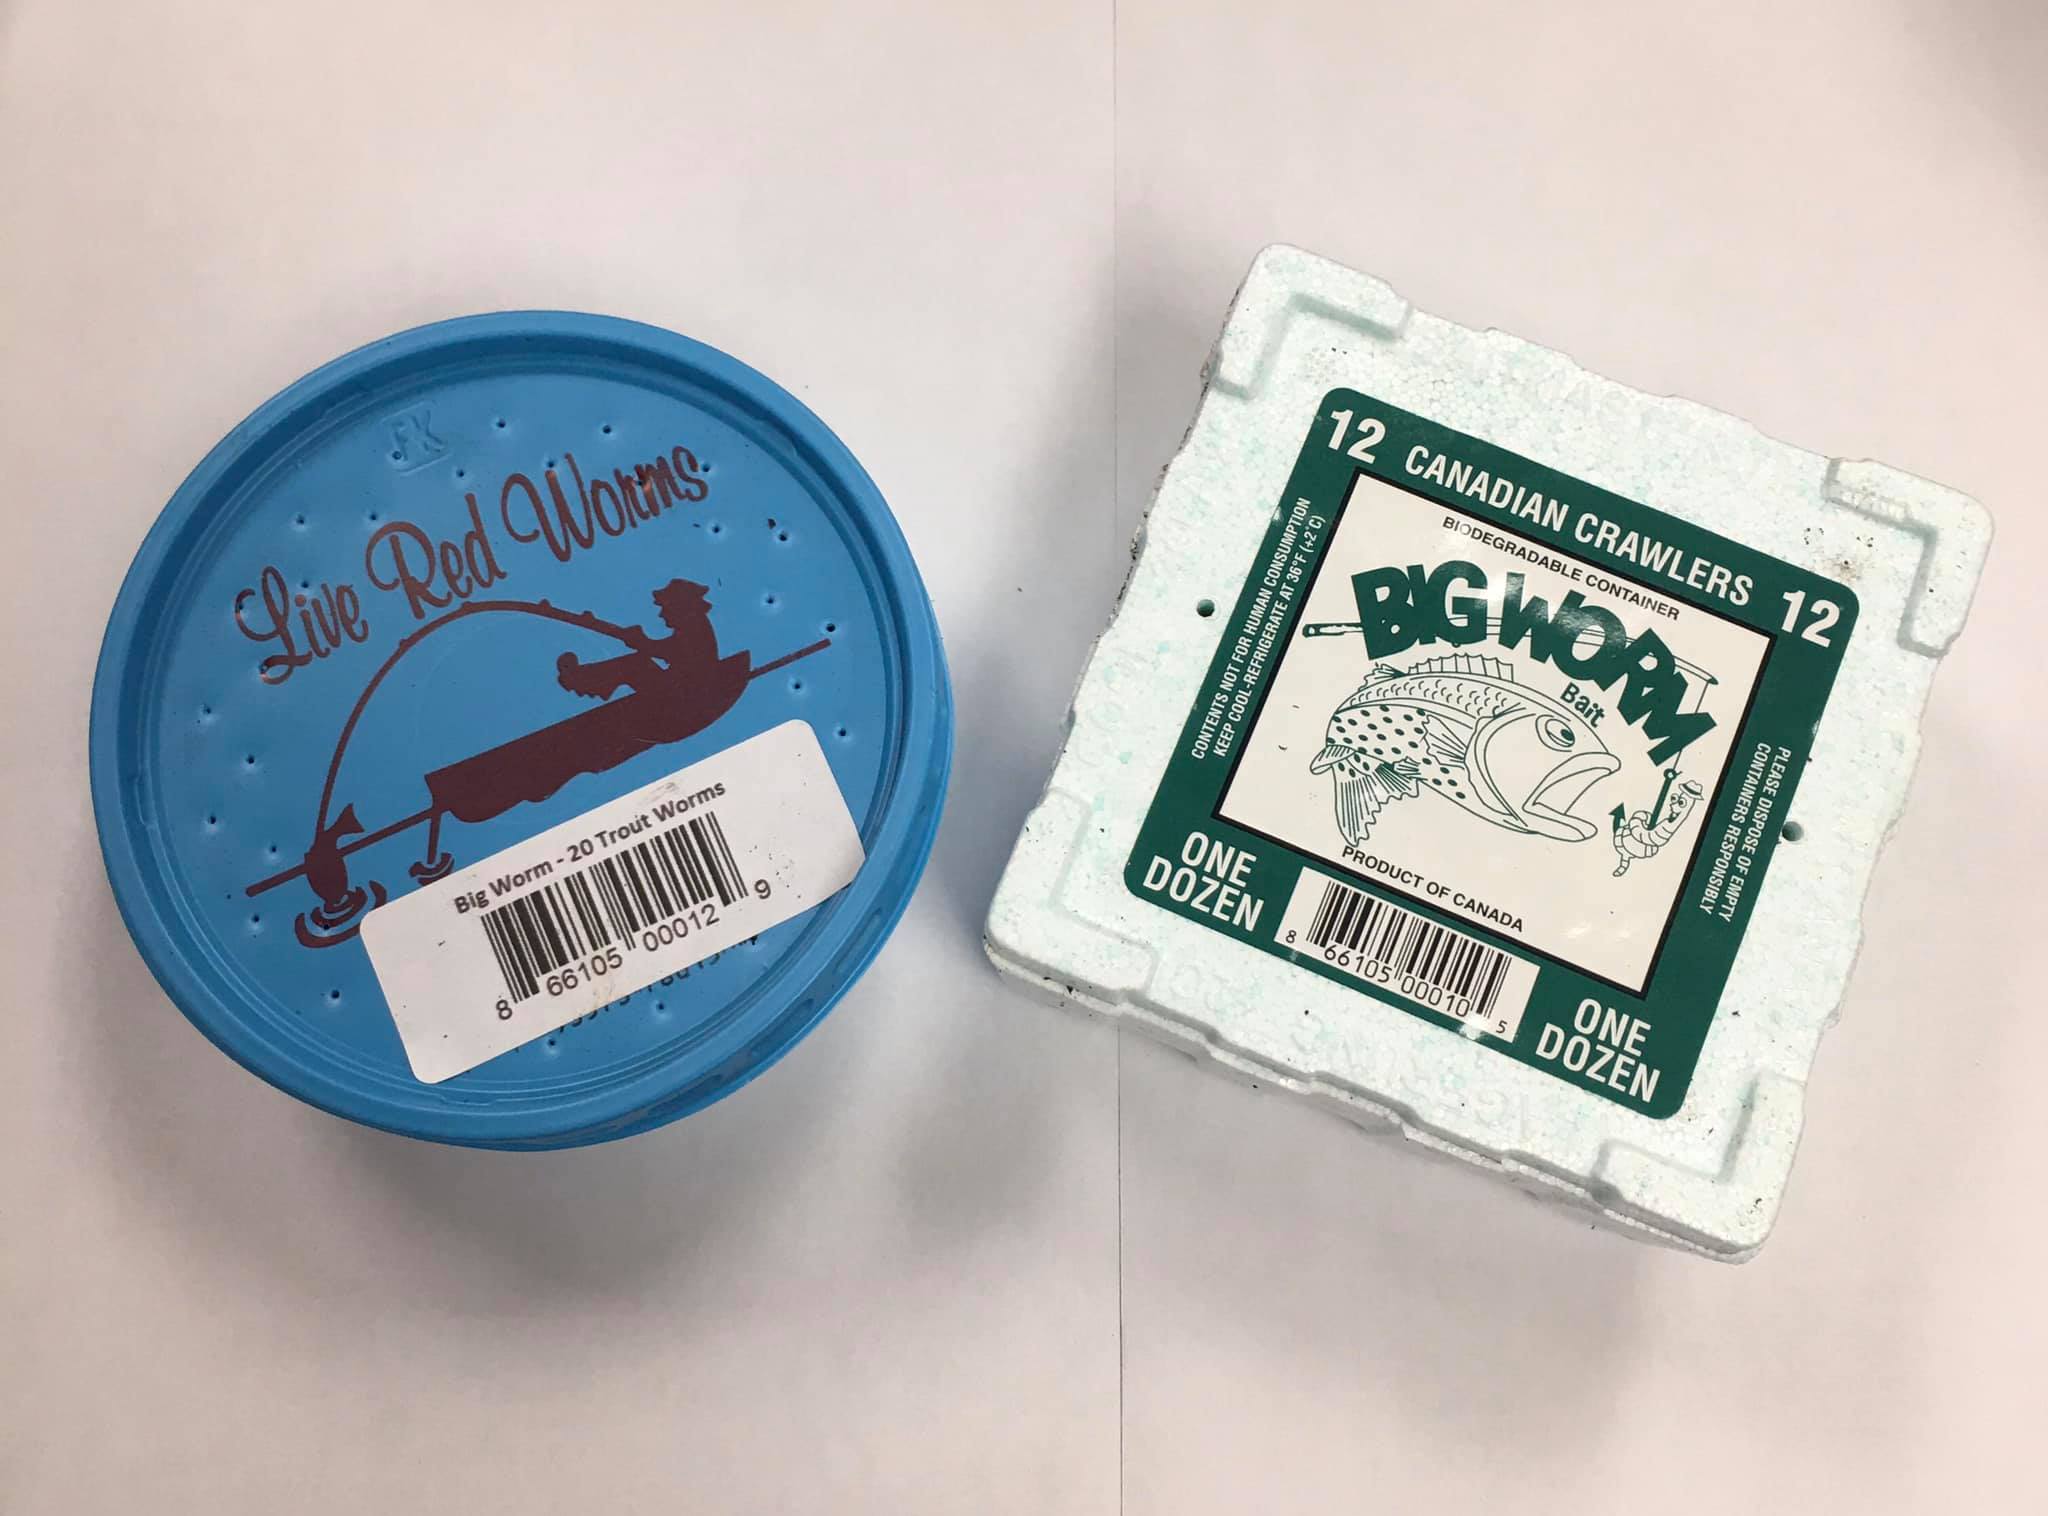 .FK
Live Red Worms
Big Worm - 20 Trout Worms
8 66105 00012 9
12 CANADIAN CRAWLERS 12
BIODEGRADABLE CONTAINER
BIG WORM
Bait
CONTENTS NOT FOR HUMAN CONSUMPTION
KEEP COOL-REFRIGERATE AT 36°F (+2°C)
PLEASE DISPOSE OF EMPTY
CONTAINERS RESPONSIBLY
PRODUCT OF CANADA
ONE
DOZEN
8 66105 00010 5
ONE
DOZEN